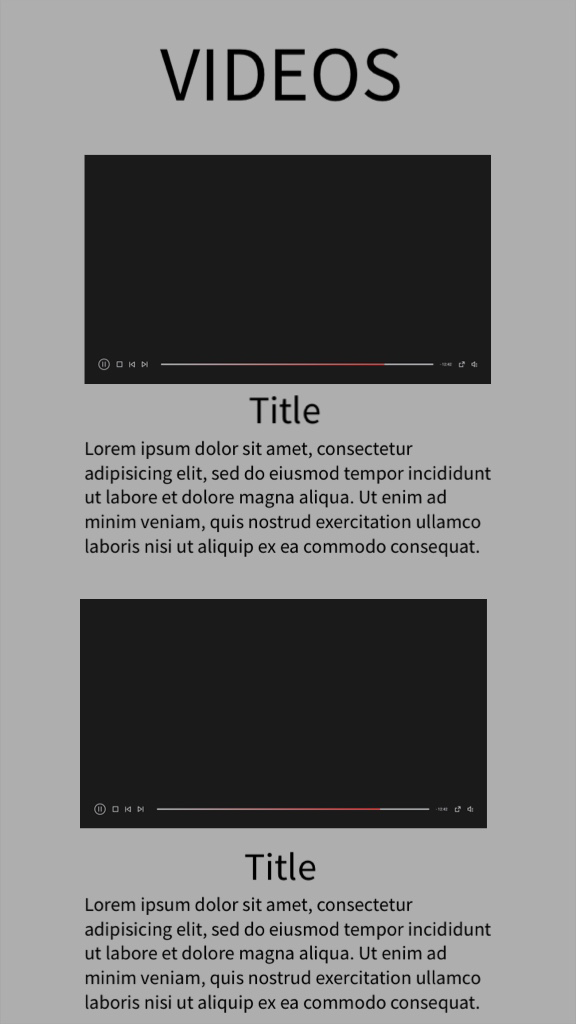 VIDEOS
Title
Lorem ipsum dolor sit amet, consectetur
adipisicing elit, sed do eiusmod tempor incididunt
ut labore et dolore magna aliqua. Ut enim ad
minim veniam, quis nostrud exercitation ullamco
laboris nisi ut aliquip ex ea commodo consequat.
Title
Lorem ipsum dolor sit amet, consectetur
adipisicing elit, sed do eiusmod tempor incididunt
ut labore et dolore magna aliqua. Ut enim ad
minim veniam, quis nostrud exercitation ullamco
laboris nisi ut aliquip ex ea commodo consequat.